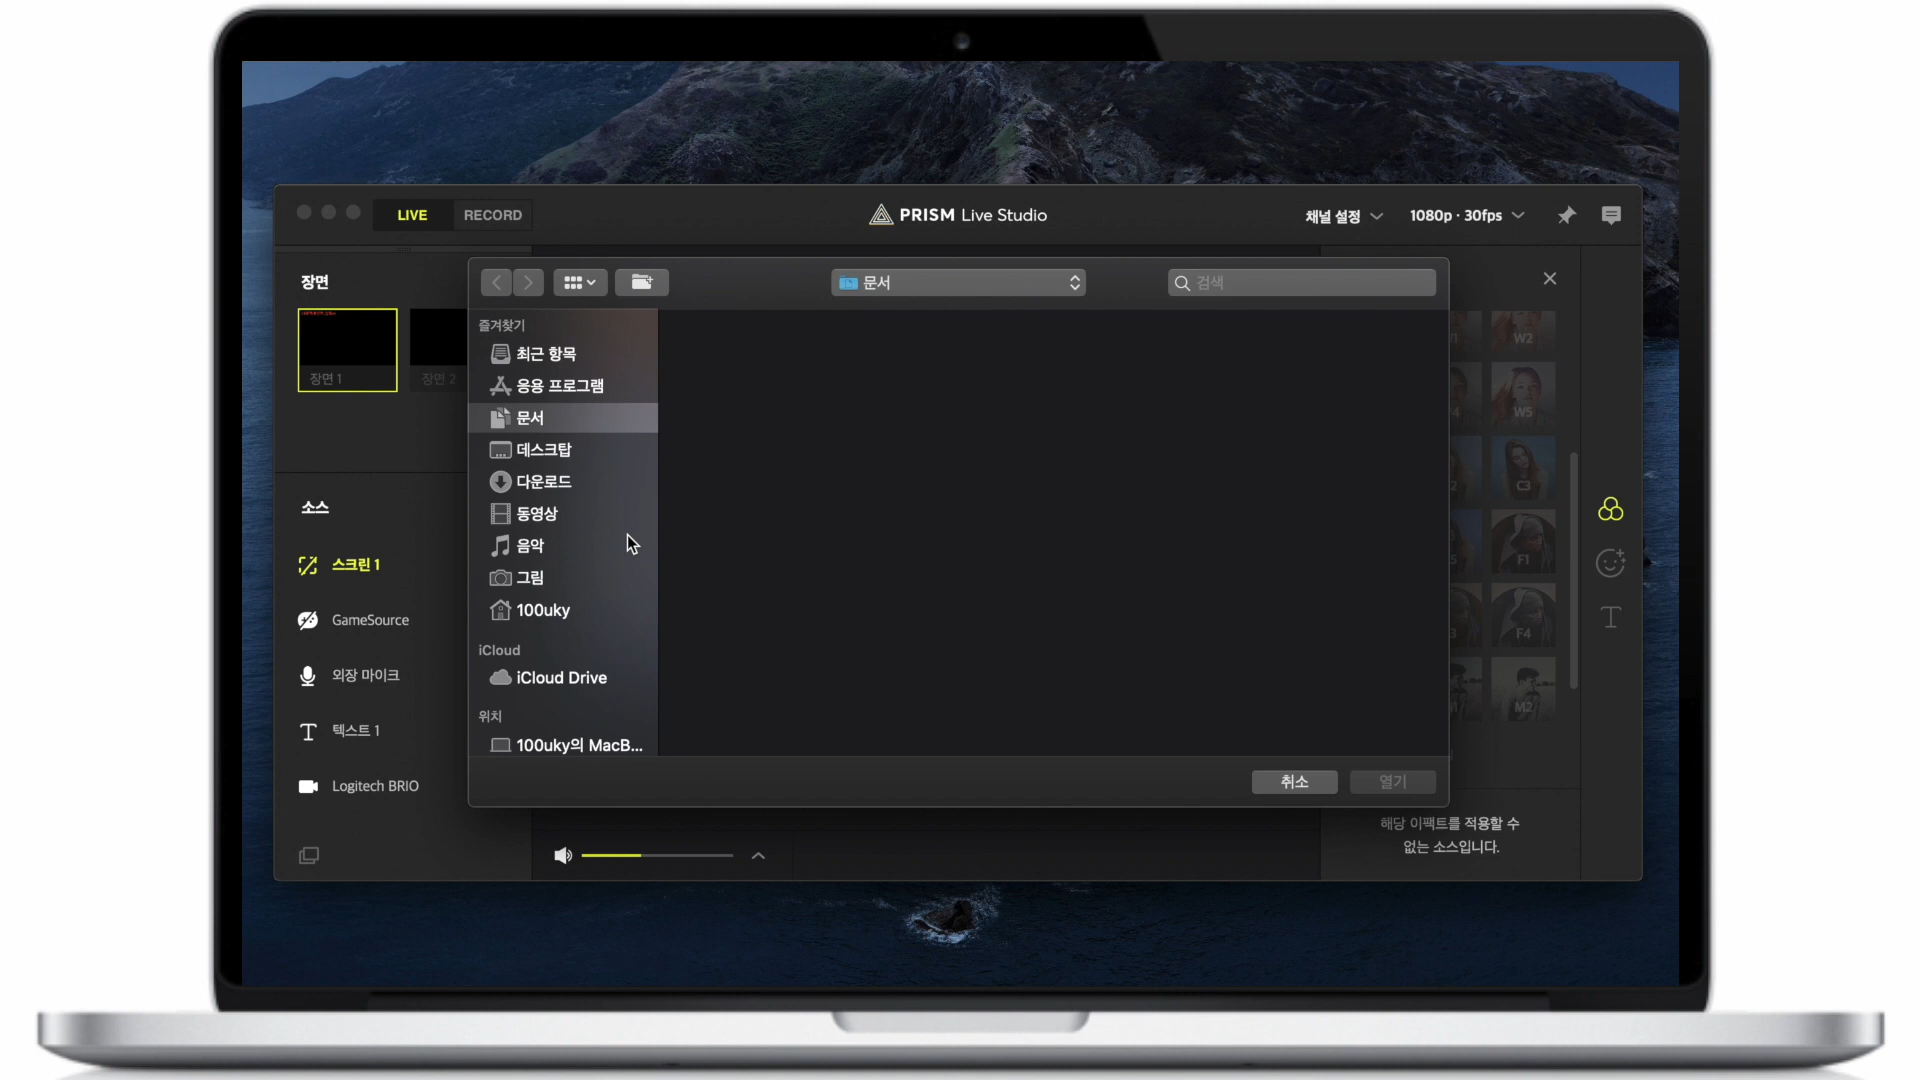 LIVE
RECORD
PRISM Live Studio
채널 설정
1080p · 30fps
장면
장면 1
장면 2
소스
스크린 1
GameSource
외장 마이크
텍스트 1
Logitech BRIO
문서
검색
즐겨찾기
최근 항목
응용 프로그램
문서
데스크탑
다운로드
동영상
음악
그림
100uky
iCloud
iCloud Drive
위치
100uky의 MacB...
취소
열기
W2
W5
C3
F1
F4
M2
해당 이팩트를 적용할 수
없는 소스입니다.